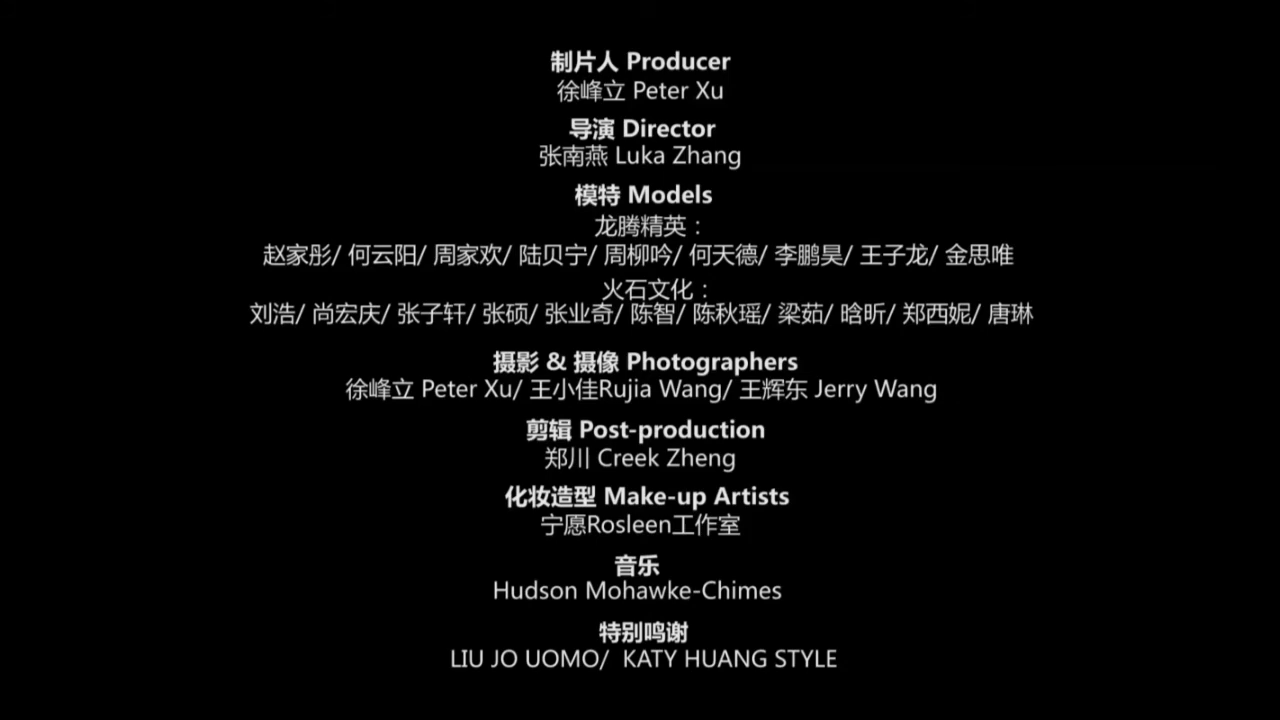 制片人 Producer
徐峰立 Peter Xu
导演 Director
张南燕 Luka Zhang
模特 Models
龙腾精英：
赵家彤/ 何云阳/ 周家欢/ 陆贝宁/ 周柳吟/ 何天德/ 李鹏昊/ 王子龙/ 金思唯
火石文化：
刘浩/ 尚宏庆/ 张子轩/ 张硕/ 张业奇/ 陈智/ 陈秋瑶/ 梁茹/ 晗昕/ 郑西妮/ 唐琳
摄影 & 摄像 Photographers
徐峰立 Peter Xu/ 王小佳Rujia Wang/ 王辉东 Jerry Wang
剪辑 Post-production
郑川 Creek Zheng
化妆造型 Make-up Artists
宁愿Rosleen工作室
音乐
Hudson Mohawke-Chimes
特别鸣谢
LIU JO UOMO/ KATY HUANG STYLE